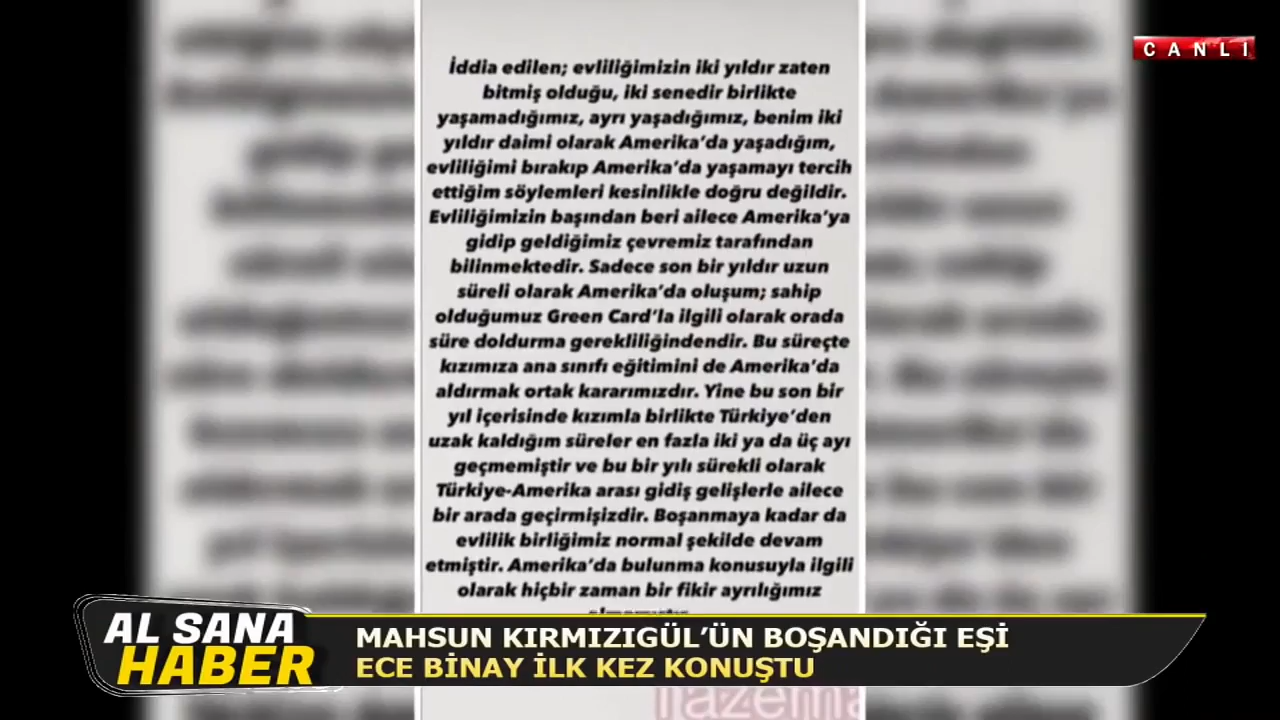 CANLI
İddia edilen; evliliğimizin iki yıldır zaten
bitmiş olduğu, iki senedir birlikte
yaşamadığımız, ayrı yaşadığımız, benim iki
yıldır daimi olarak Amerika’da yaşadığım,
evliliğimi bırakıp Amerika’da yaşamayı tercih
ettiğim söylemleri kesinlikle doğru değildir.
Evliliğimizin başından beri ailece Amerika’ya
gidip geldiğimiz çevremiz tarafından
bilinmektedir. Sadece son bir yıldır uzun
süreli olarak Amerika’da oluşum; sahip
olduğumuz Green Card’la ilgili olarak orada
süre doldurma gerekliliğindendir. Bu süreçte
kızımıza ana sınıfı eğitimini de Amerika’da
aldırmak ortak kararımızdır. Yine bu son bir
yıl içerisinde kızımla birlikte Türkiye’den
uzak kaldığım süreler en fazla iki ya da üç ayı
geçmemiştir ve bu bir yılı sürekli olarak
Türkiye-Amerika arası gidiş gelişlerle ailece
bir arada geçirmişizdir. Boşanmaya kadar da
evlilik birliğimiz normal şekilde devam
etmiştir. Amerika’da bulunma konusuyla ilgili
olarak hiçbir zaman bir fikir ayrılığımız
AL SANA
HABER
MAHSUN KIRMIZIGÜL’ÜN BOŞANDIĞI EŞİ
ECE BİNAY İLK KEZ KONUŞTU